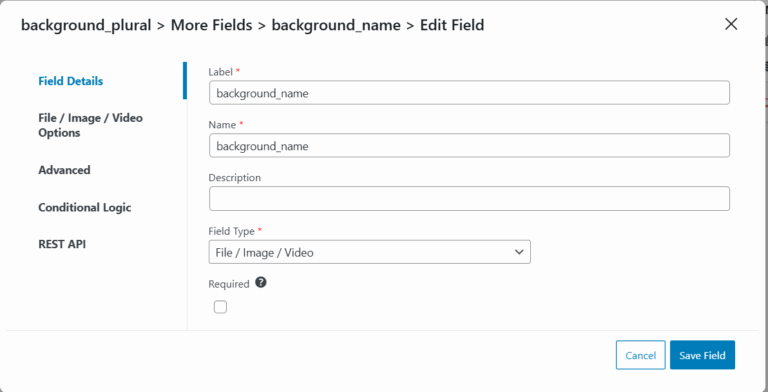 background_plural > More Fields > background_name > Edit Field
Field Details
File / Image / Video
Options
Advanced
Conditional Logic
REST API
Label *
background_name
Name *
background_name
Description
Field Type *
File / Image / Video
Required ?
Cancel
Save Field